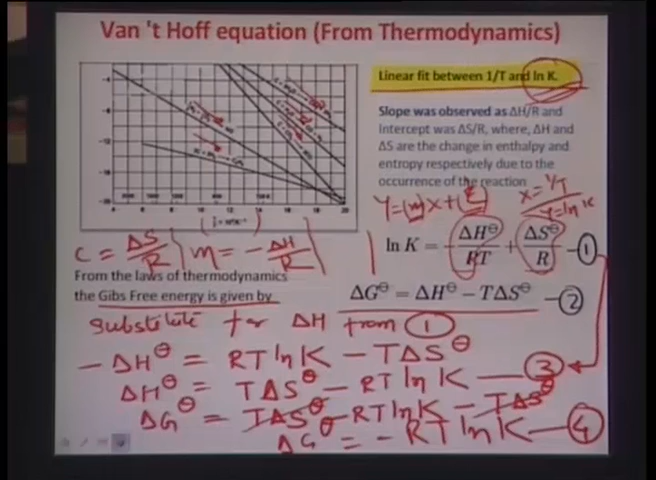 Van 't Hoff equation (From Thermodynamics)
Linear fit between 1/T and ln K.
Slope was observed as ΔH/R and
Intercept was ΔS/R, where, ΔH and
ΔS are the change in enthalpy and
entropy respectively due to the
occurrence of the reaction
Y=(m)X+(C)
X=1/T
Y=ln K
ln K = -ΔH⊖/RT + ΔS⊖/R -①
C = ΔS/R | m = -ΔH/R |
From the laws of thermodynamics
the Gibs Free energy is given by
ΔG⊖ = ΔH⊖ − TΔS⊖ -②
Substitute for ΔH from ①
-ΔH⊖ = RT ln K - TΔS⊖
ΔH⊖ = TΔS⊖ - RT ln K -③
ΔG⊖ = TΔS⊖ - RT ln K - TΔS⊖
ΔG⊖ = - RT ln K -④